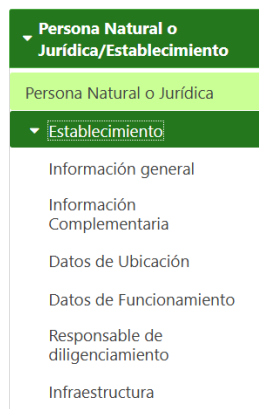 Persona Natural o
Jurídica/Establecimiento
Persona Natural o Jurídica
Establecimiento
Información general
Información
Complementaria
Datos de Ubicación
Datos de Funcionamiento
Responsable de
diligenciamiento
Infraestructura